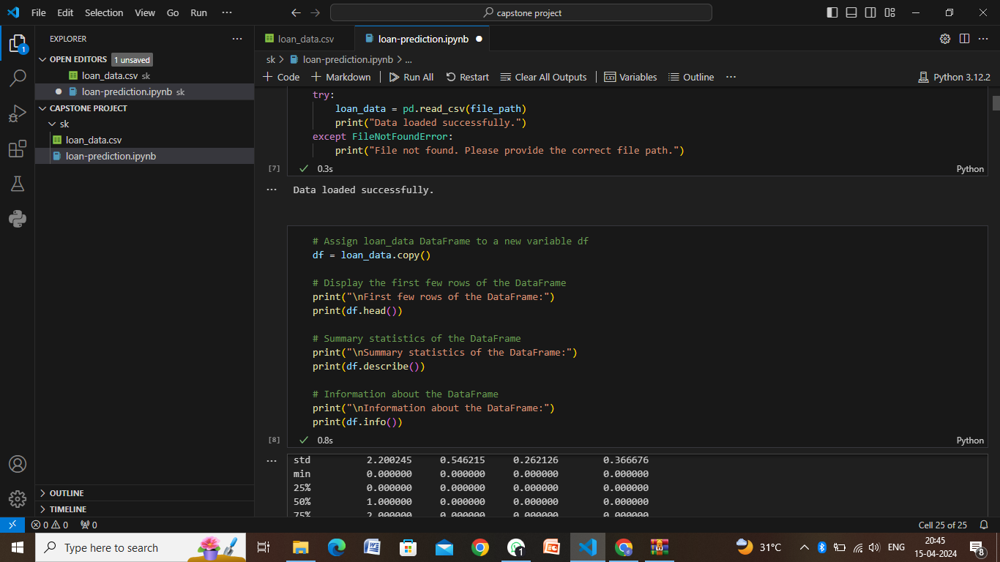 File Edit Selection View Go Run ··· capstone project
EXPLORER ···
OPEN EDITORS 1 unsaved
loan_data.csv sk
loan-prediction.ipynb sk
CAPSTONE PROJECT
sk
loan_data.csv
loan-prediction.ipynb
OUTLINE
TIMELINE
loan_data.csv loan-prediction.ipynb
sk > loan-prediction.ipynb > ...
Code Markdown Run All Restart Clear All Outputs Variables Outline ··· Python 3.12.2
try:
loan_data = pd.read_csv(file_path)
print("Data loaded successfully.")
except FileNotFoundError:
print("File not found. Please provide the correct file path.")
[7] 0.3s Python
Data loaded successfully.
# Assign loan_data DataFrame to a new variable df
df = loan_data.copy()
# Display the first few rows of the DataFrame
print("\nFirst few rows of the DataFrame:")
print(df.head())
# Summary statistics of the DataFrame
print("\nSummary statistics of the DataFrame:")
print(df.describe())
# Information about the DataFrame
print("\nInformation about the DataFrame:")
print(df.info())
[8] 0.8s Python
std 2.200245 0.546215 0.262126 0.366676
min 0.000000 0.000000 0.000000 0.000000
25% 0.000000 0.000000 0.000000 0.000000
50% 1.000000 0.000000 0.000000 0.000000
75% 2.000000 0.000000 0.000000 0.000000
0 0 0 Cell 25 of 25
Type here to search 31°C ENG 20:45
15-04-2024 8